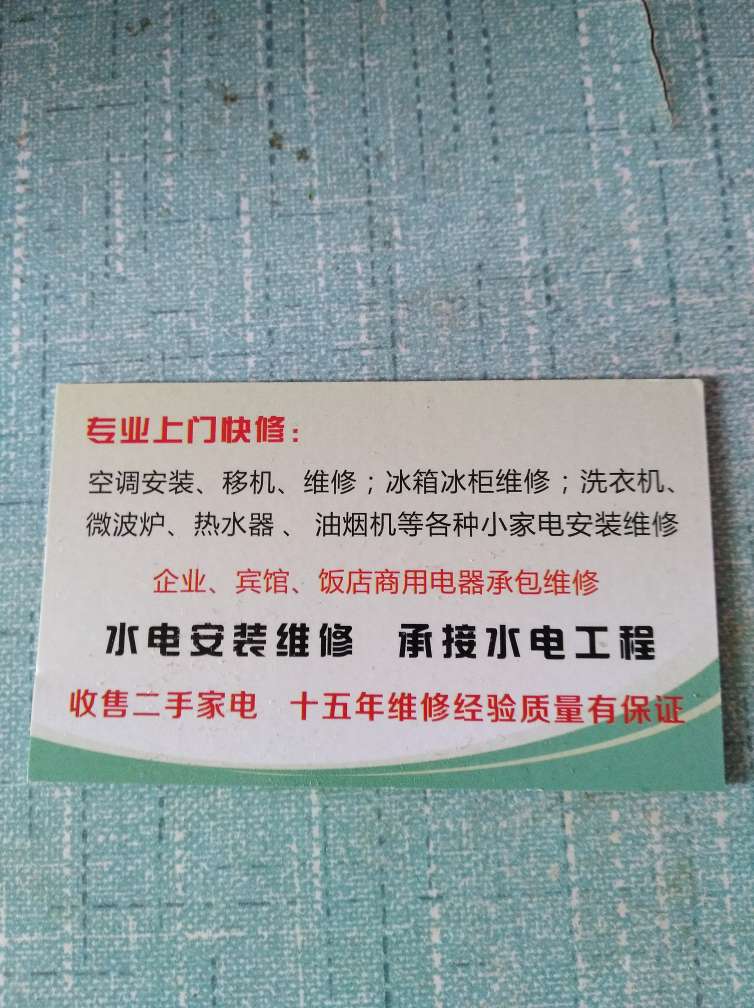 专业上门快修：
空调安装、移机、维修；冰箱冰柜维修；洗衣机、
微波炉、热水器、油烟机等各种小家电安装维修
企业、宾馆、饭店商用电器承包维修
水电安装维修 承接水电工程
收售二手家电 十五年维修经验质量有保证